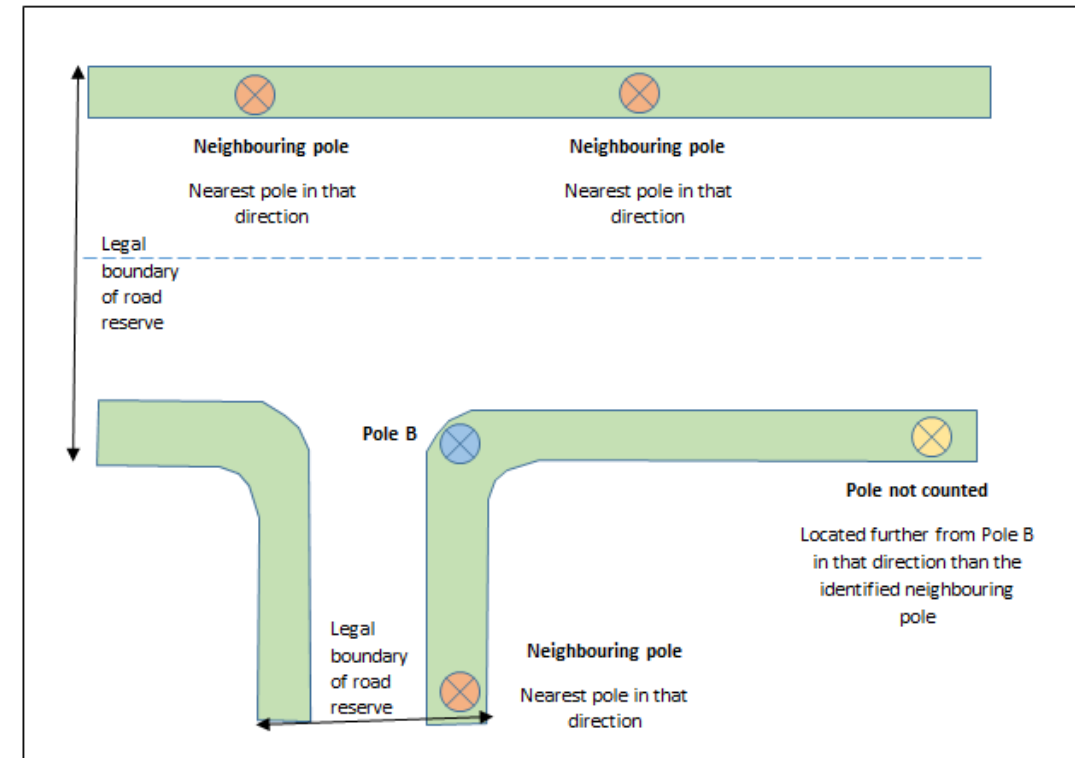 Neighbouring pole
Nearest pole in that
direction
Neighbouring pole
Nearest pole in that
direction
Legal
boundary
of road
reserve
Pole B
Pole not counted
Located further from Pole B
in that direction than the
identified neighbouring
pole
Legal
boundary
of road
reserve
Neighbouring pole
Nearest pole in that
direction